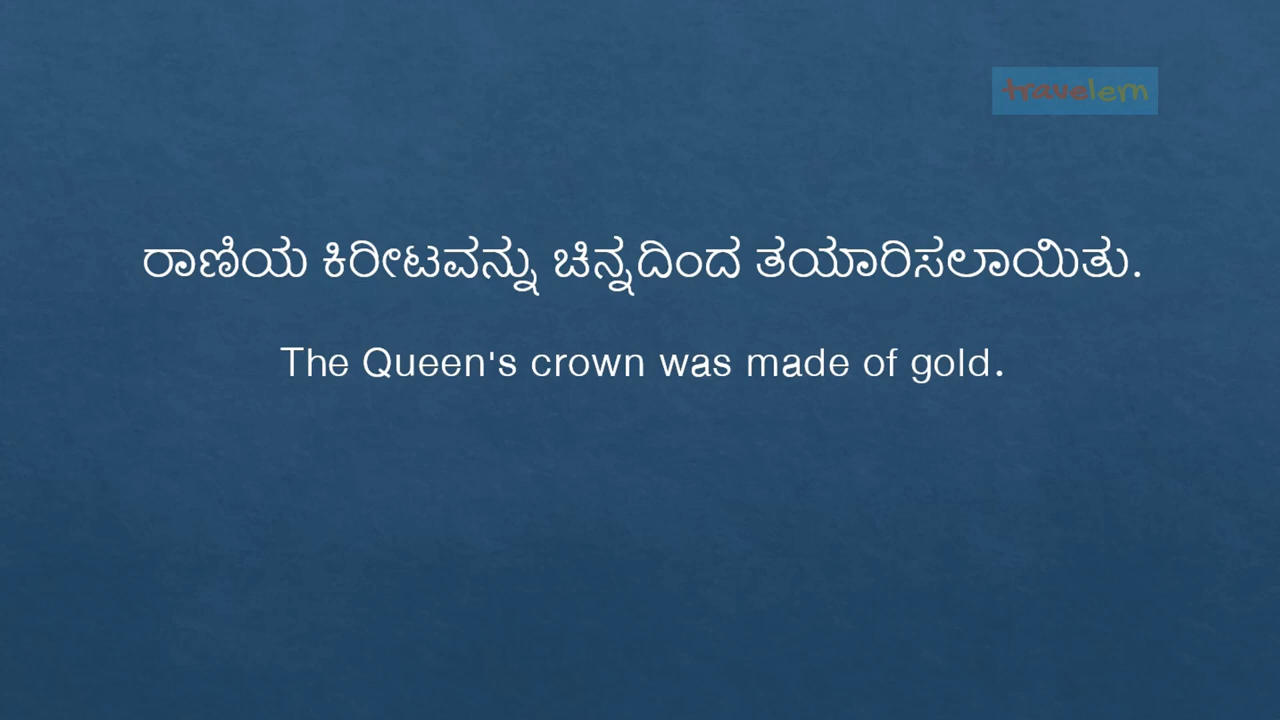 travelem
ರಾಣಿಯ ಕಿರೀಟವನ್ನು ಚಿನ್ನದಿಂದ ತಯಾರಿಸಲಾಯಿತು.
The Queen's crown was made of gold.